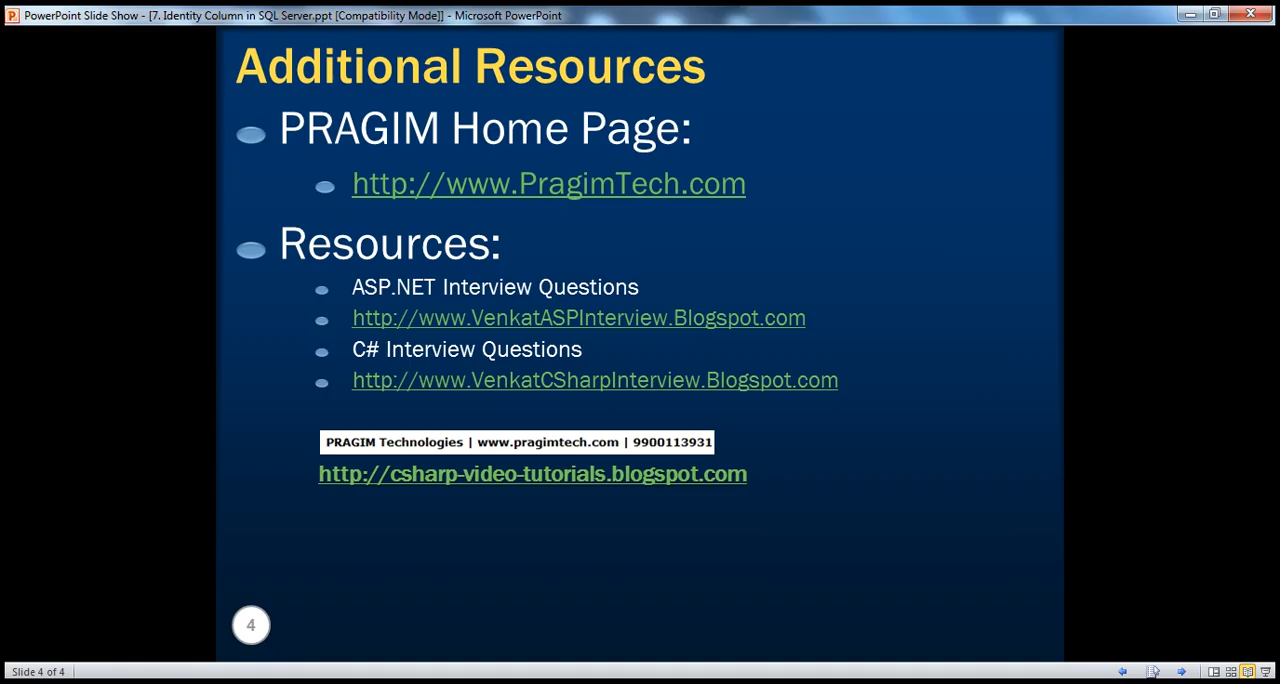 PowerPoint Slide Show - [7. Identity Column in SQL Server.ppt [Compatibility Mode]] - Microsoft PowerPoint
Additional Resources
PRAGIM Home Page:
http://www.PragimTech.com
Resources:
ASP.NET Interview Questions
http://www.VenkatASPInterview.Blogspot.com
C# Interview Questions
http://www.VenkatCSharpInterview.Blogspot.com
PRAGIM Technologies | www.pragimtech.com | 9900113931
http://csharp-video-tutorials.blogspot.com
4
Slide 4 of 4